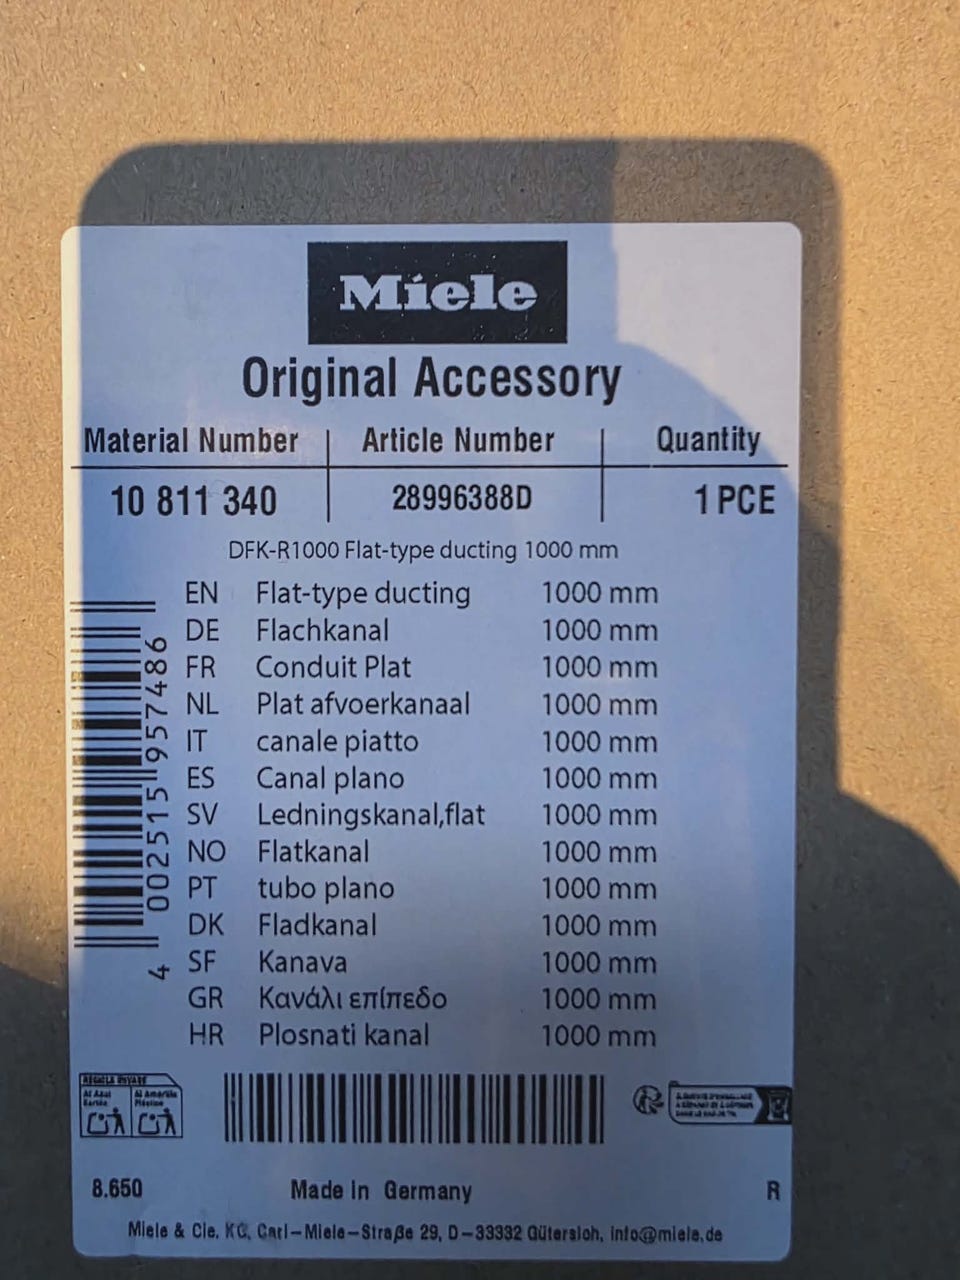 Miele
Original Accessory
Material Number Article Number Quantity
10 811 340 28996388D 1 PCE
DFK-R1000 Flat-type ducting 1000 mm
EN Flat-type ducting 1000 mm
DE Flachkanal 1000 mm
FR Conduit Plat 1000 mm
NL Plat afvoerkanaal 1000 mm
IT canale piatto 1000 mm
ES Canal plano 1000 mm
SV Ledningskanal,flat 1000 mm
NO Flatkanal 1000 mm
PT tubo plano 1000 mm
DK Fladkanal 1000 mm
SF Kanava 1000 mm
GR Κανάλι επίπεδο 1000 mm
HR Plosnati kanal 1000 mm
4 002515 957486
Al Azul Al Amarillo
8.650 Made In Germany R
Miele & Cie. KG, Carl-Miele-Straße 29, D-33332 Gütersloh, info@miele.de